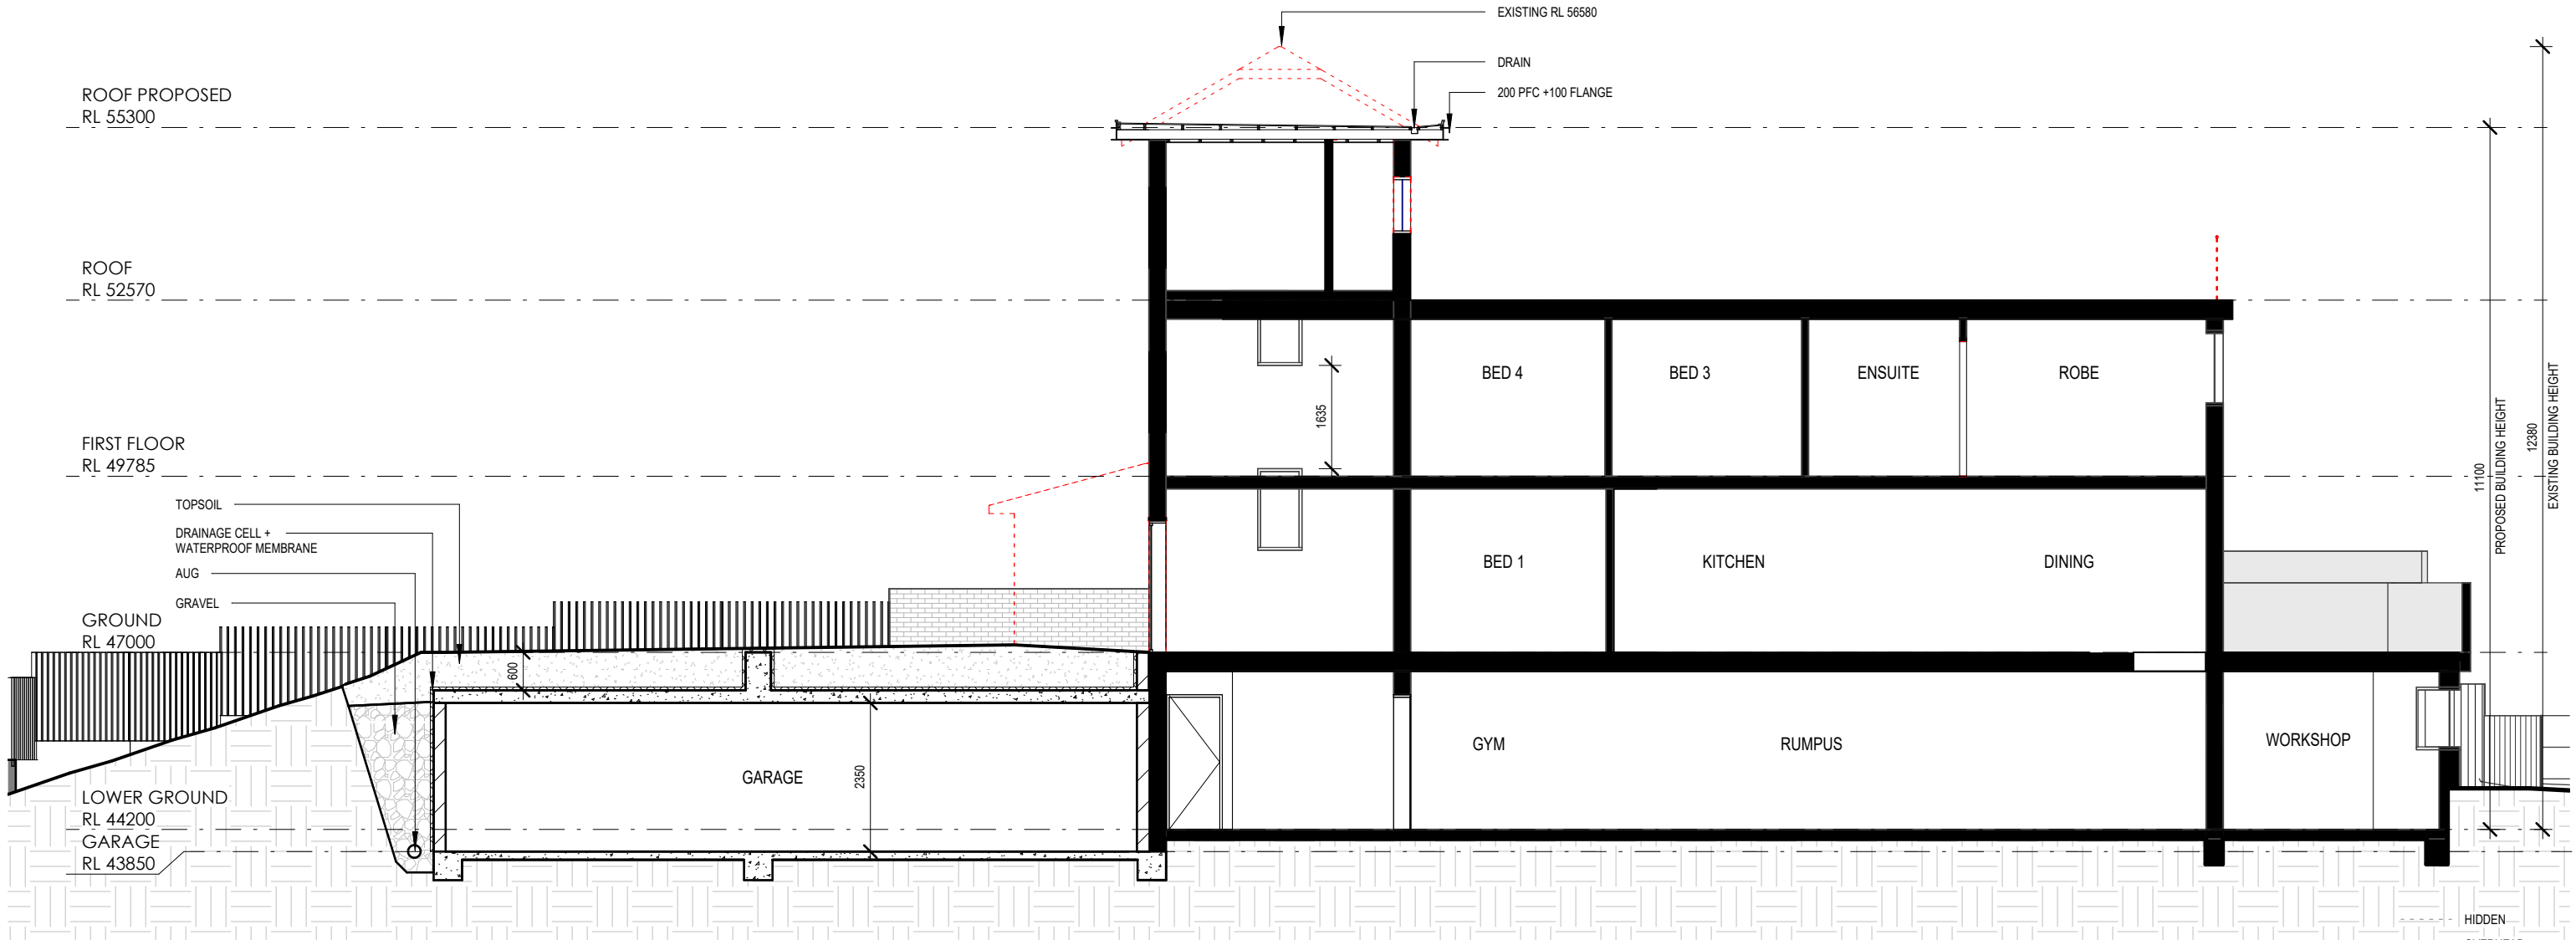 EXISTING RL 56580
DRAIN
200 PFC +100 FLANGE
ROOF PROPOSED
RL 55300
ROOF
RL 52570
FIRST FLOOR
RL 49785
TOPSOIL
DRAINAGE CELL +
WATERPROOF MEMBRANE
AUG
GRAVEL
GROUND
RL 47000
LOWER GROUND
RL 44200
GARAGE
RL 43850
600
2350
GARAGE
1635
BED 4
BED 3
ENSUITE
ROBE
BED 1
KITCHEN
DINING
GYM
RUMPUS
WORKSHOP
11100
PROPOSED BUILDING HEIGHT
12380
EXISTING BUILDING HEIGHT
HIDDEN